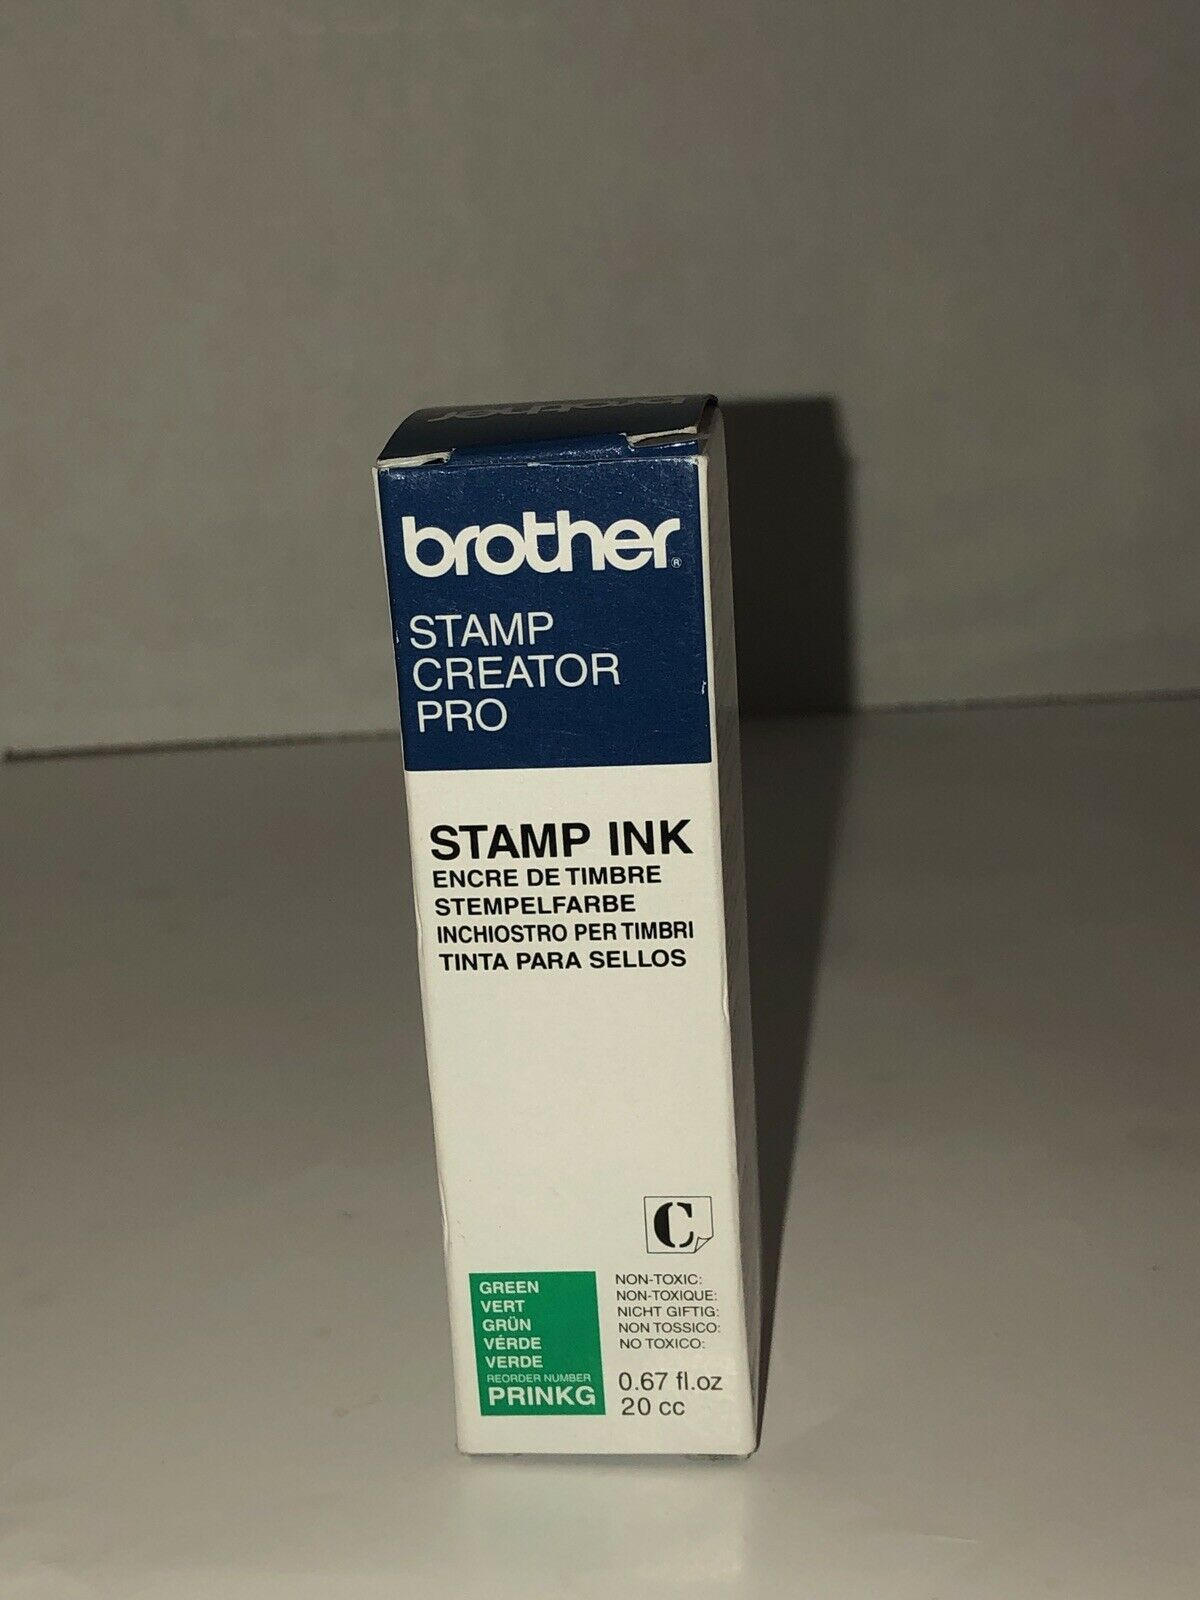 brother
brother®
STAMP
CREATOR
PRO
STAMP INK
ENCRE DE TIMBRE
STEMPELFARBE
INCHIOSTRO PER TIMBRI
TINTA PARA SELLOS
C
GREEN
VERT
GRÜN
VÉRDE
VERDE
REORDER NUMBER
PRINKG
NON-TOXIC:
NON-TOXIQUE:
NICHT GIFTIG:
NON TOSSICO:
NO TOXICO:
0.67 fl.oz
20 cc